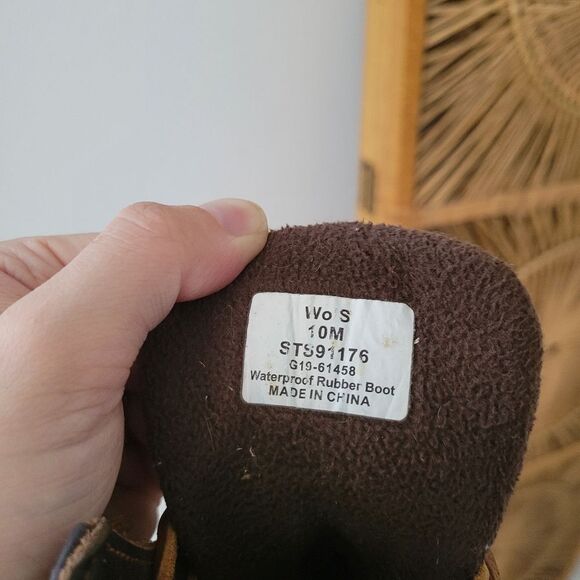 Wo S
10M
STS91176
G19-61458
Waterproof Rubber Boot
MADE IN CHINA